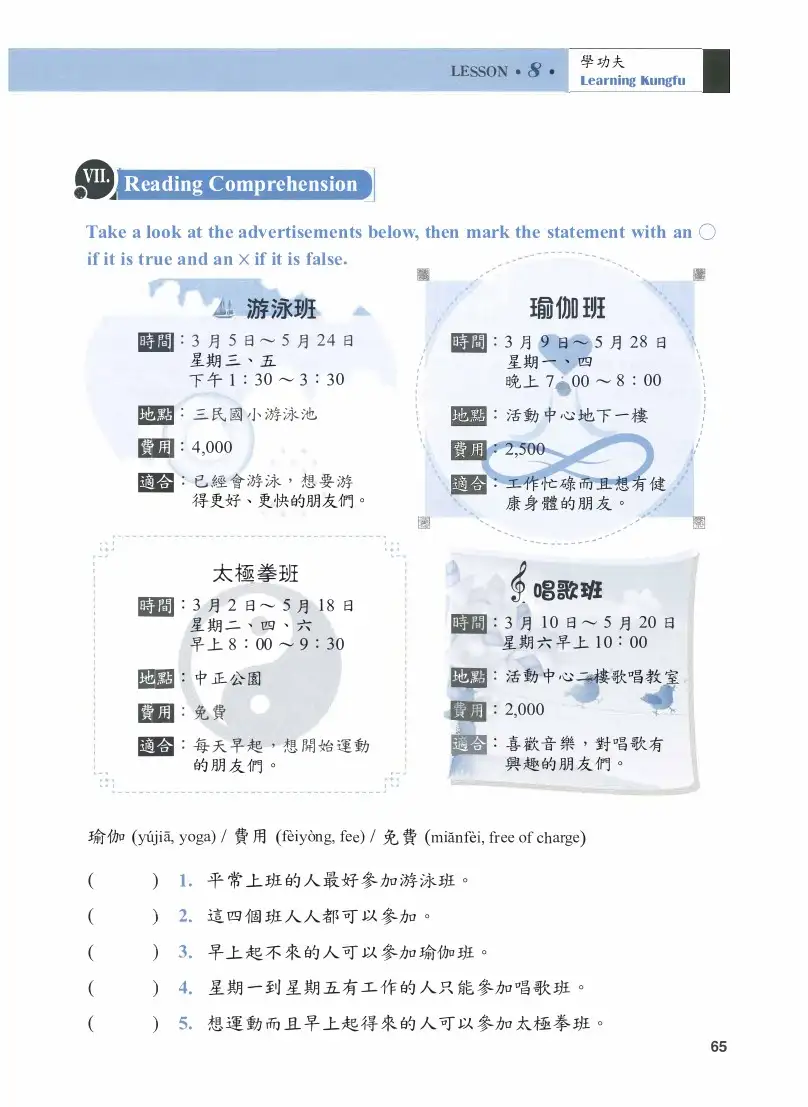 LESSON • 8 •
學功夫
Learning Kungfu
VII. Reading Comprehension
Take a look at the advertisements below, then mark the statement with an ○
if it is true and an × if it is false.
游泳班
時間：3 月 5 日～ 5 月 24 日
星期三、五
下午 1：30 ～ 3：30
地點：三民國小游泳池
費用：4,000
適合：已經會游泳，想要游
得更好、更快的朋友們。
瑜伽班
時間：3 月 9 日～ 5 月 28 日
星期一、四
晚上 7：00 ～ 8：00
地點：活動中心地下一樓
費用：2,500
適合：工作忙碌而且想有健
康身體的朋友。
太極拳班
時間：3 月 2 日～ 5 月 18 日
星期二、四、六
早上 8：00 ～ 9：30
地點：中正公園
費用：免費
適合：每天早起，想開始運動
的朋友們。
唱歌班
時間：3 月 10 日～ 5 月 20 日
星期六早上 10：00
地點：活動中心二樓歌唱教室
費用：2,000
適合：喜歡音樂，對唱歌有
興趣的朋友們。
瑜伽 (yújiā, yoga) / 費用 (fèiyòng, fee) / 免費 (miǎnfèi, free of charge)
( ) 1. 平常上班的人最好參加游泳班。
( ) 2. 這四個班人人都可以參加。
( ) 3. 早上起不來的人可以參加瑜伽班。
( ) 4. 星期一到星期五有工作的人只能參加唱歌班。
( ) 5. 想運動而且早上起得來的人可以參加太極拳班。
65